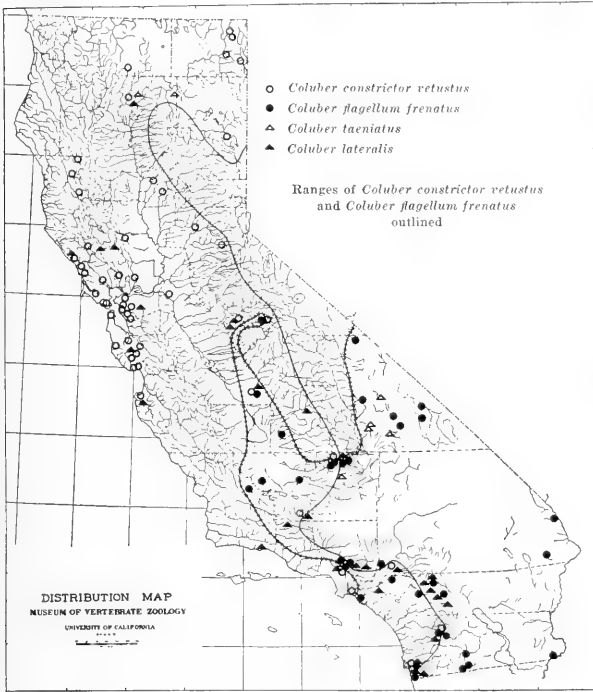 Coluber constrictor vetustus
Coluber flagellum frenatus
Coluber taeniatus
Coluber lateralis
Ranges of Coluber constrictor vetustus
and Coluber flagellum frenatus
outlined
DISTRIBUTION MAP
MUSEUM OF VERTEBRATE ZOOLOGY
UNIVERSITY OF CALIFORNIA